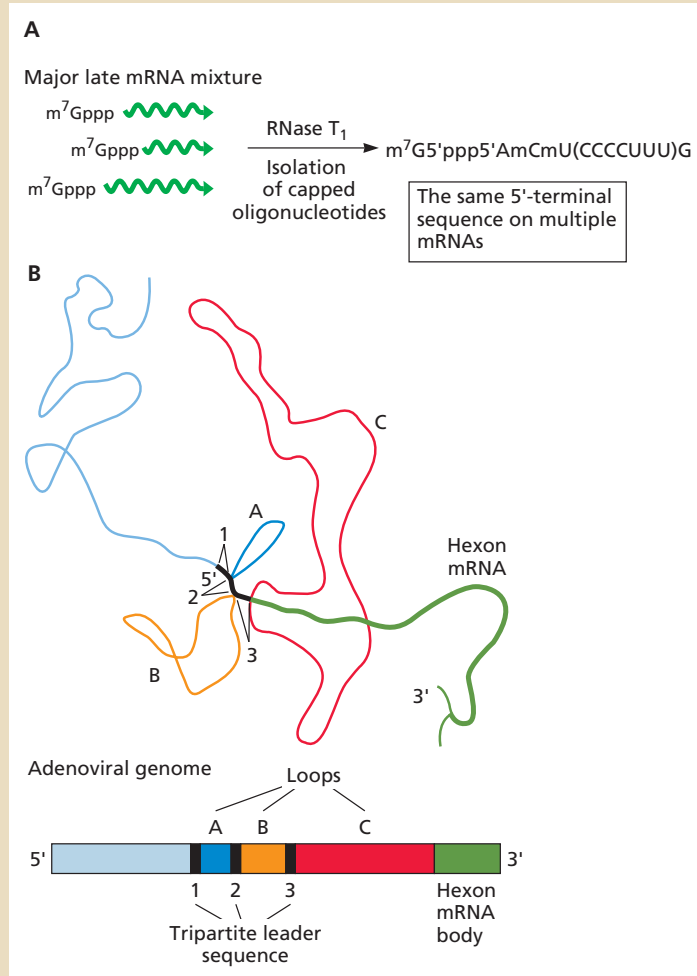 A
Major late mRNA mixture
m⁷Gppp
m⁷Gppp
m⁷Gppp
RNase T₁
Isolation
of capped
oligonucleotides
m⁷G5'ppp5'AmCmU(CCCCUUU)G
The same 5'-terminal
sequence on multiple
mRNAs
B
C
A
1
5'
2
B
3
Hexon
mRNA
3'
Adenoviral genome
Loops
A B C
5' 3'
1 2 3
Tripartite leader
sequence
Hexon
mRNA
body